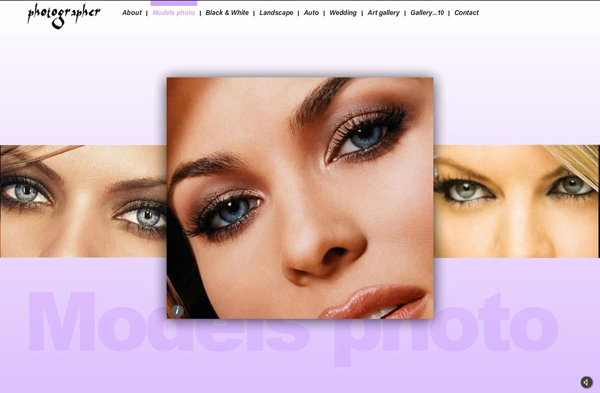 photographer
About | Models photo | Black & White | Landscape | Auto | Wedding | Art gallery | Gallery...10 | Contact
i
Models photo